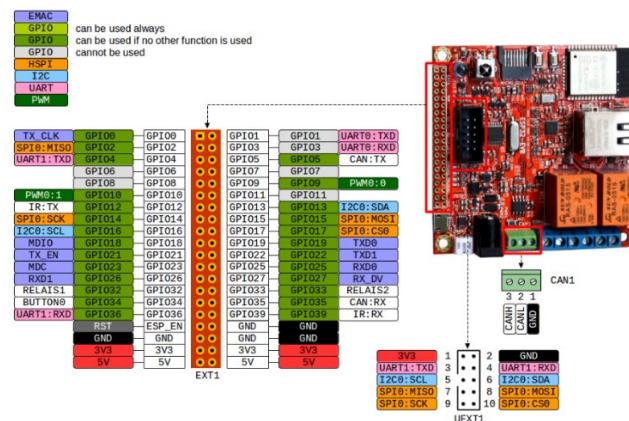 EMAC
GPIO can be used always
GPIO can be used if no other function is used
GPIO cannot be used
HSPI
I2C
UART
PWM
TX_CLK GPIO0 GPIO0 GPIO1 GPIO1 UART0:TXD
SPI0:MISO GPIO2 GPIO2 GPIO3 GPIO3 UART0:RXD
UART1:TXD GPIO4 GPIO4 GPIO5 GPIO5 CAN:TX
GPIO6 GPIO6 GPIO7 GPIO7
GPIO8 GPIO8 GPIO9 GPIO9 PWM0:0
PWM0:1 GPIO10 GPIO10 GPIO11 GPIO11
IR:TX GPIO12 GPIO12 GPIO13 GPIO13 I2C0:SDA
SPI0:SCK GPIO14 GPIO14 GPIO15 GPIO15 SPI0:MOSI
I2C0:SCL GPIO16 GPIO16 GPIO17 GPIO17 SPI0:CS0
MDIO GPIO18 GPIO18 GPIO19 GPIO19 TXD0
TX_EN GPIO21 GPIO21 GPIO22 GPIO22 TXD1
MDC GPIO23 GPIO23 GPIO25 GPIO25 RXD0
RXD1 GPIO26 GPIO26 GPIO27 GPIO27 RX_DV
RELAIS1 GPIO32 GPIO32 GPIO33 GPIO33 RELAIS2
BUTTON0 GPIO34 GPIO34 GPIO35 GPIO35 CAN:RX
UART1:RXD GPIO36 GPIO36 GPIO39 GPIO39 IR:RX
RST ESP_EN GND GND
GND GND GND GND
3V3 3V3 3V3 3V3
5V 5V 5V 5V
EXT1
CAN1
3 2 1
CANH CANL GND
3V3 1 2 GND
UART1:TXD 3 4 UART1:RXD
I2C0:SCL 5 6 I2C0:SDA
SPI0:MISO 7 8 SPI0:MOSI
SPI0:SCK 9 10 SPI0:CS0
UEXT1